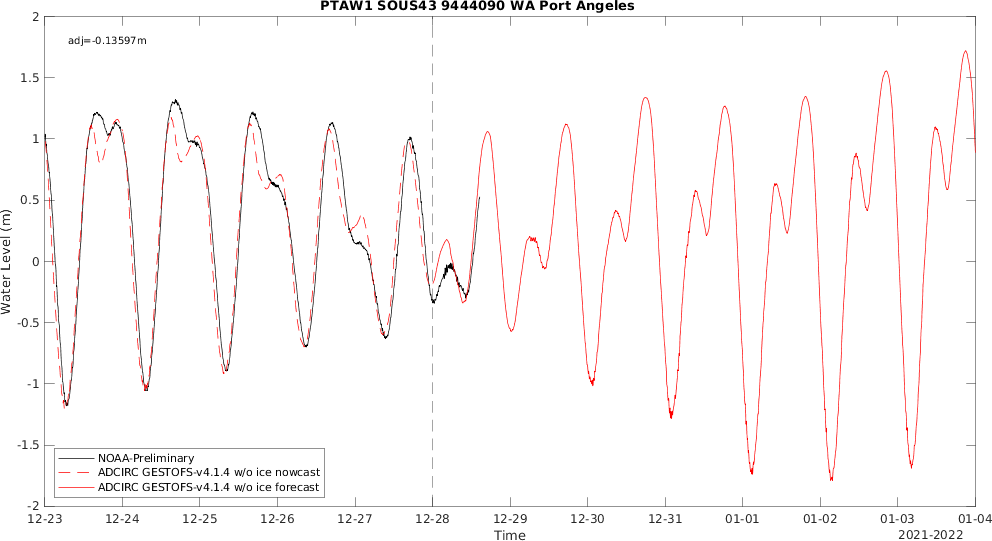 PTAW1 SOUS43 9444090 WA Port Angeles
adj=-0.13597m
2
1.5
1
0.5
0
-0.5
-1
-1.5
-2
Water Level (m)
NOAA-Preliminary
ADCIRC GESTOFS-v4.1.4 w/o ice nowcast
ADCIRC GESTOFS-v4.1.4 w/o ice forecast
12-23 12-24 12-25 12-26 12-27 12-28 12-29 12-30 12-31 01-01 01-02 01-03 01-04
Time
2021-2022